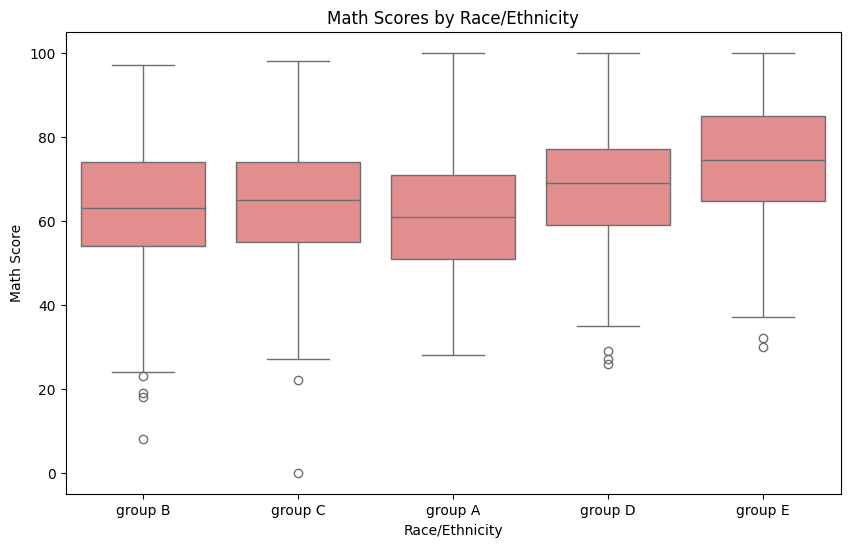 Math Scores by Race/Ethnicity
Math Score
100
80
60
40
20
0
group B group C group A group D group E
Race/Ethnicity